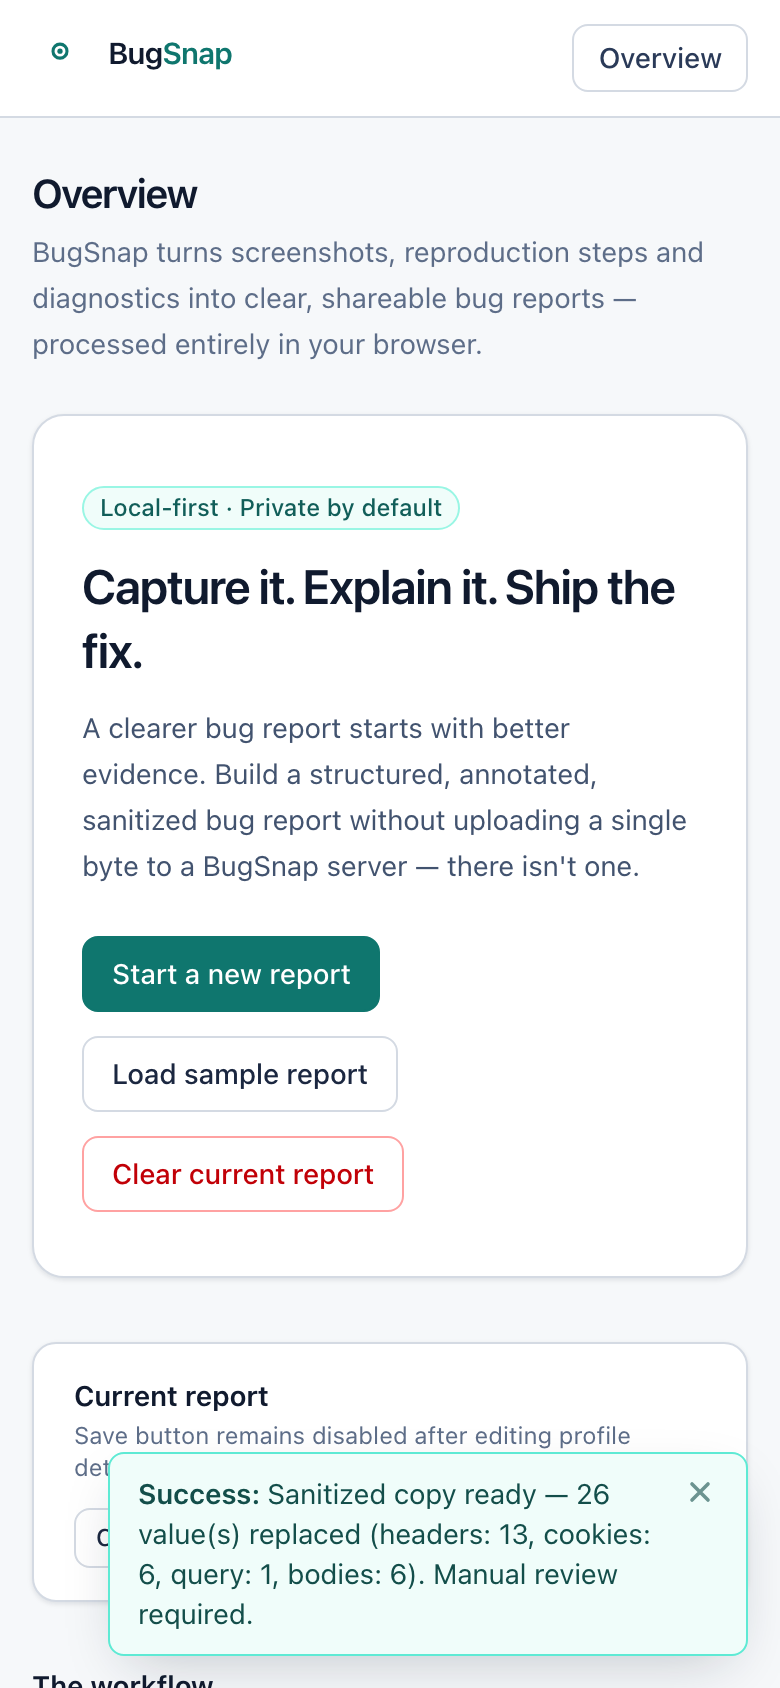 BugSnap
Overview
Overview
BugSnap turns screenshots, reproduction steps and
diagnostics into clear, shareable bug reports —
processed entirely in your browser.
Local-first · Private by default
Capture it. Explain it. Ship the
fix.
A clearer bug report starts with better
evidence. Build a structured, annotated,
sanitized bug report without uploading a single
byte to a BugSnap server — there isn't one.
Start a new report
Load sample report
Clear current report
Current report
Save button remains disabled after editing profile
Success: Sanitized copy ready — 26
value(s) replaced (headers: 13, cookies:
6, query: 1, bodies: 6). Manual review
required.
The workflow